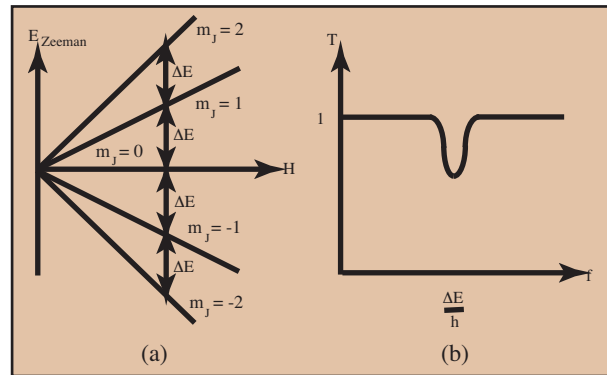 E Zeeman
m J = 2
ΔE
m J = 1
ΔE
m J = 0
H
ΔE
m J = -1
ΔE
m J = -2
(a)
T
1
f
ΔE
h
(b)